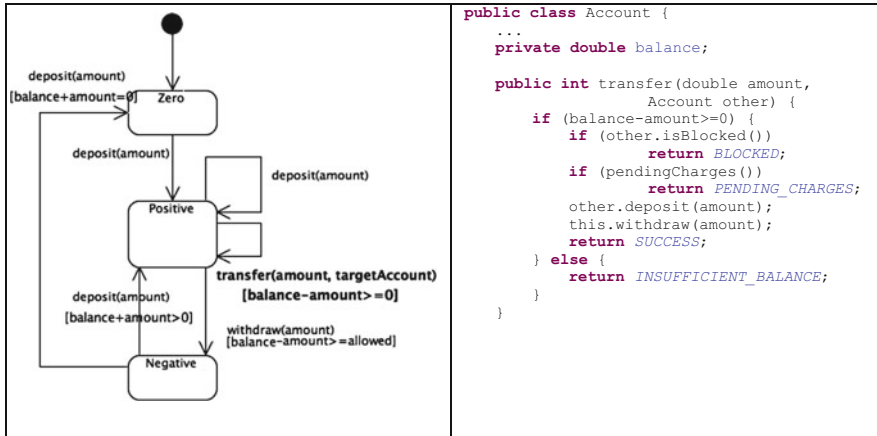 deposit(amount)
[balance+amount=0]
Zero
deposit(amount)
deposit(amount)
Positive
transfer(amount, targetAccount)
[balance-amount>=0]
deposit(amount)
[balance+amount>0]
withdraw(amount)
[balance-amount>=allowed]
Negative
public class Account {
...
private double balance;
public int transfer(double amount,
Account other) {
if (balance-amount>=0) {
if (other.isBlocked())
return BLOCKED;
if (pendingCharges())
return PENDING_CHARGES;
other.deposit(amount);
this.withdraw(amount);
return SUCCESS;
} else {
return INSUFFICIENT_BALANCE;
}
}